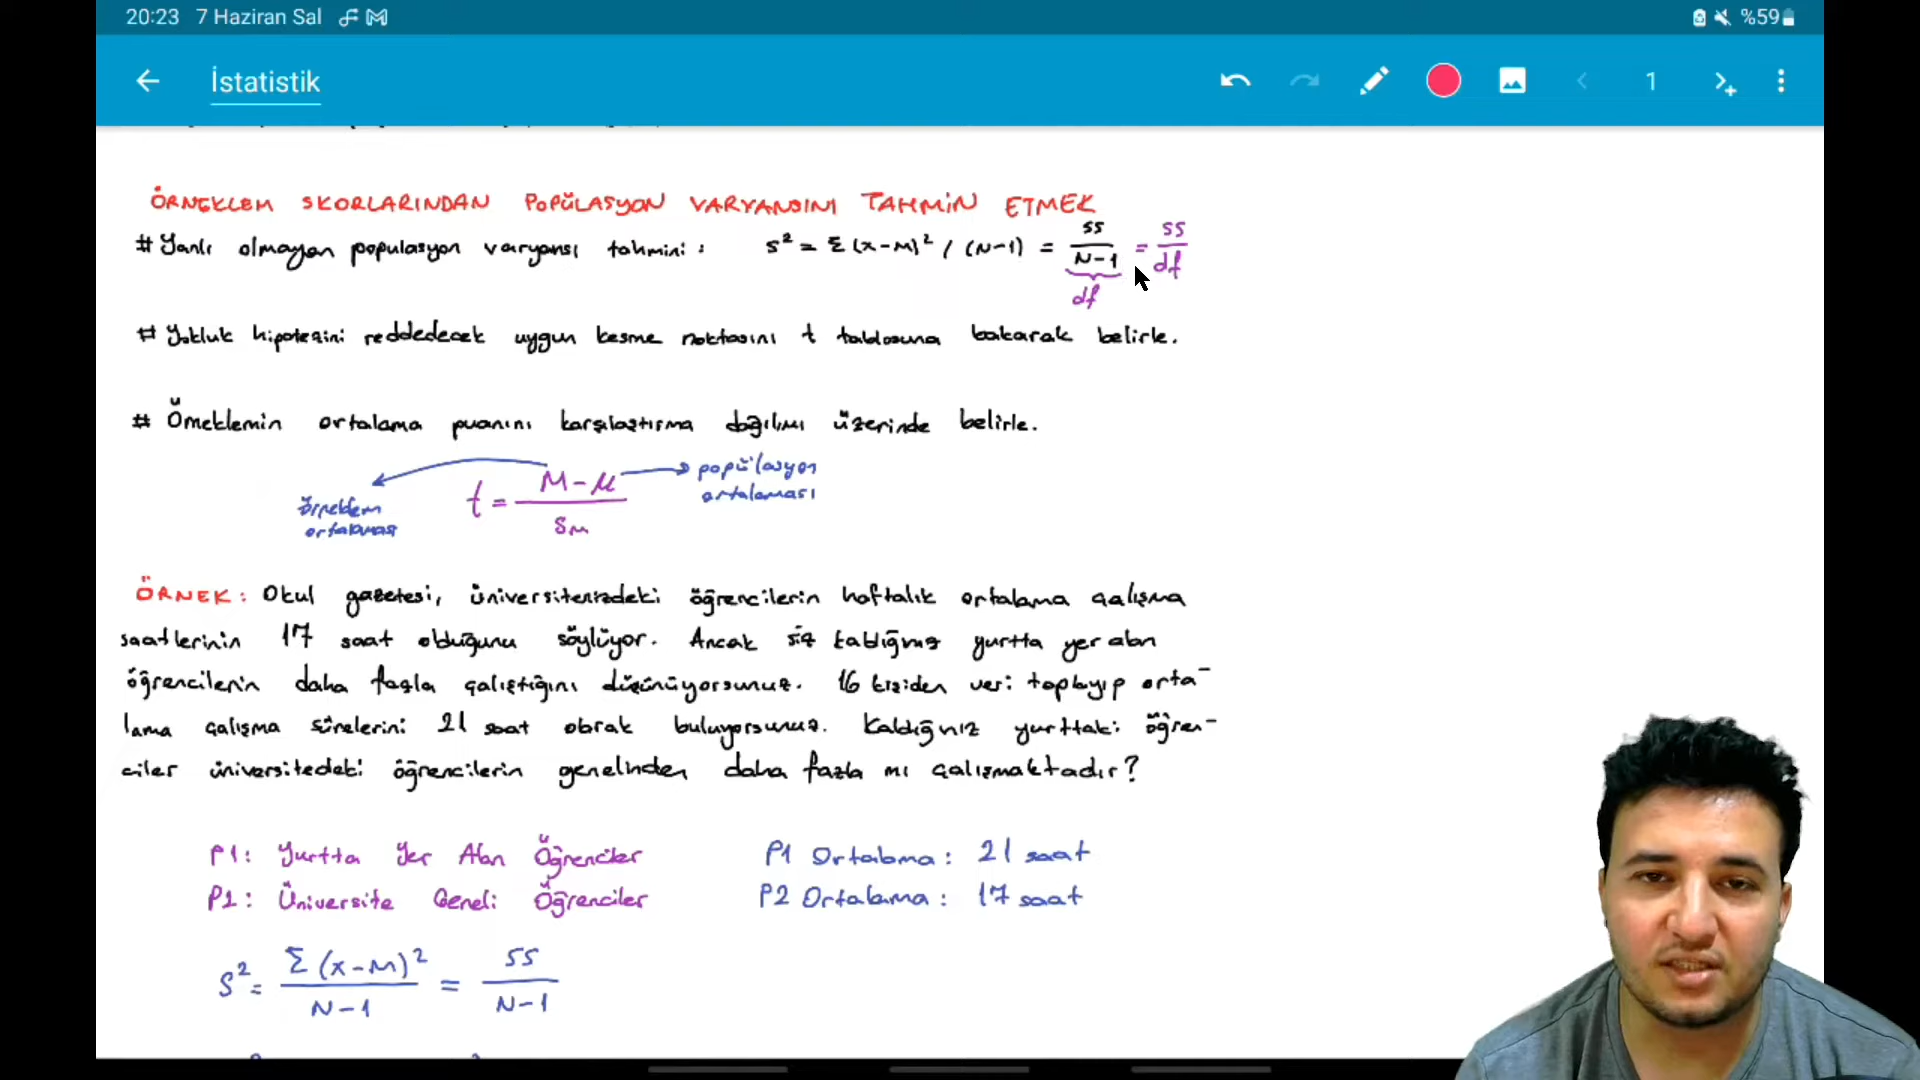 20:23 7 Haziran Sal %59
İstatistik 1
ÖRNEKLEM SKORLARINDAN POPÜLASYON VARYANSINI TAHMİN ETMEK
# Yanlı olmayan populasyon varyansı tahmini: S² = Σ(x-M)² / (N-1) = SS / N-1 = SS / df
df
# Yokluk hipotezini reddedecek uygun kesme noktasını t tablosuna bakarak belirle.
# Örneklemin ortalama puanını karşılaştırma dağılımı üzerinde belirle.
örneklem ortalaması t = M-μ / SM popülasyon ortalaması
ÖRNEK: Okul gazetesi, üniversitenizdeki öğrencilerin haftalık ortalama çalışma
saatlerinin 17 saat olduğunu söylüyor. Ancak siz kaldığınız yurtta yer alan
öğrencilerin daha fazla çalıştığını düşünüyorsunuz. 16 kişiden veri toplayıp orta-
lama çalışma sürelerini 21 saat olarak buluyorsunuz. Kaldığınız yurttaki öğren-
ciler üniversitedeki öğrencilerin genelinden daha fazla mı çalışmaktadır?
P1: Yurtta Yer Alan Öğrenciler P1 Ortalama: 21 saat
P2: Üniversite Geneli Öğrenciler P2 Ortalama: 17 saat
S² = Σ(x-M)² / N-1 = SS / N-1